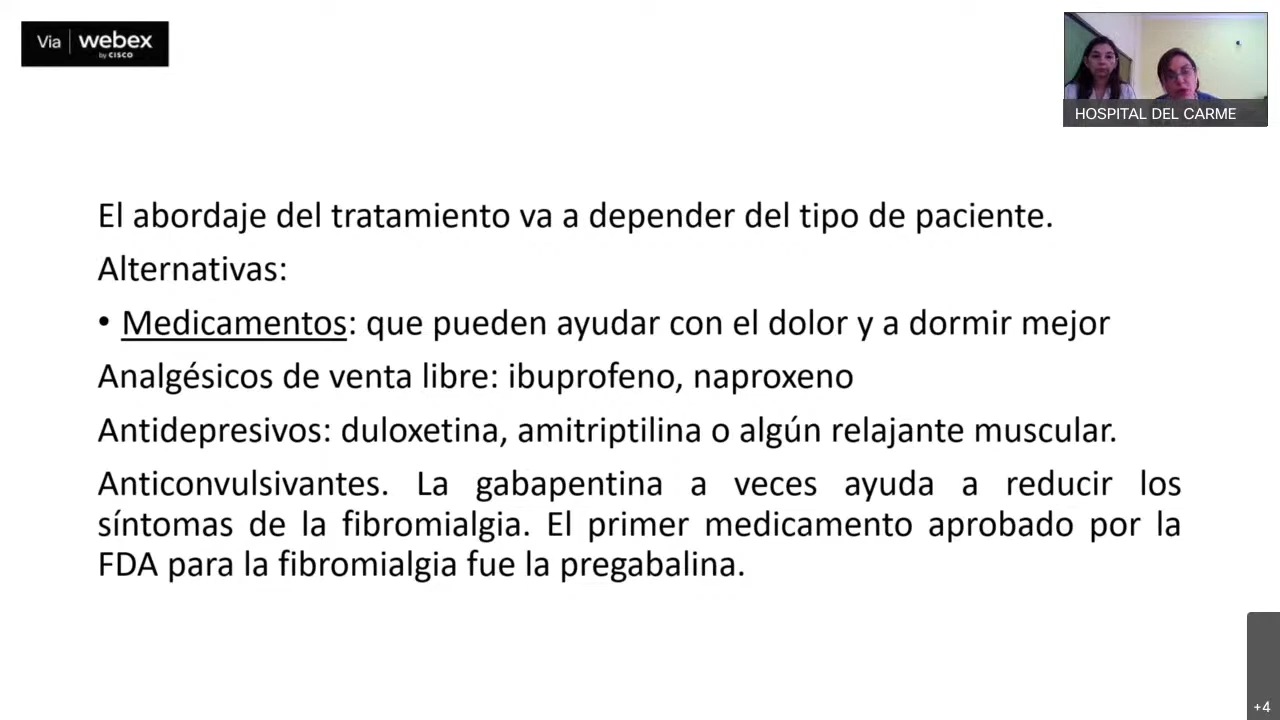 Via webex
by CISCO
HOSPITAL DEL CARME
El abordaje del tratamiento va a depender del tipo de paciente.
Alternativas:
• Medicamentos: que pueden ayudar con el dolor y a dormir mejor
Analgésicos de venta libre: ibuprofeno, naproxeno
Antidepresivos: duloxetina, amitriptilina o algún relajante muscular.
Anticonvulsivantes. La gabapentina a veces ayuda a reducir los
síntomas de la fibromialgia. El primer medicamento aprobado por la
FDA para la fibromialgia fue la pregabalina.
+4